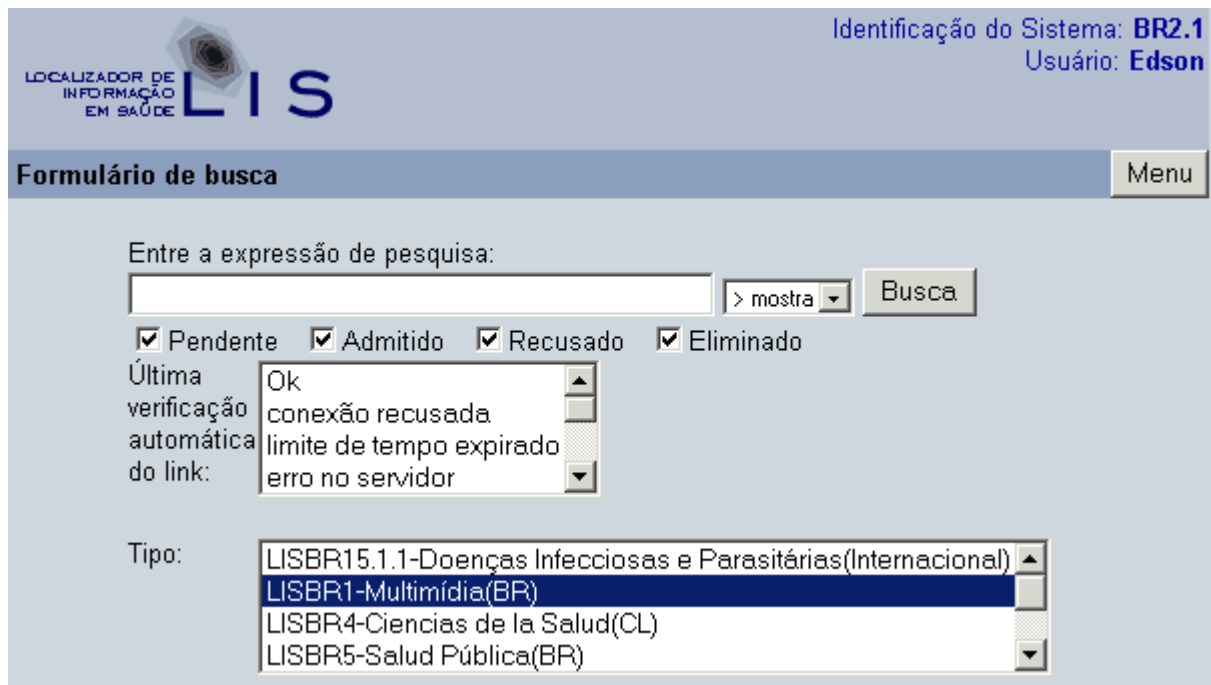 Identificação do Sistema: BR2.1
Usuário: Edson
LOCALIZADOR DE
INFORMAÇÃO
EM SAÚDE
LIS
Formulário de busca
Menu
Entre a expressão de pesquisa:
> mostra
Busca
Pendente Admitido Recusado Eliminado
Última
verificação
automática
do link:
Ok
conexão recusada
limite de tempo expirado
erro no servidor
Tipo:
LISBR15.1.1-Doenças Infecciosas e Parasitárias(Internacional)
LISBR1-Multimídia(BR)
LISBR4-Ciencias de la Salud(CL)
LISBR5-Salud Pública(BR)